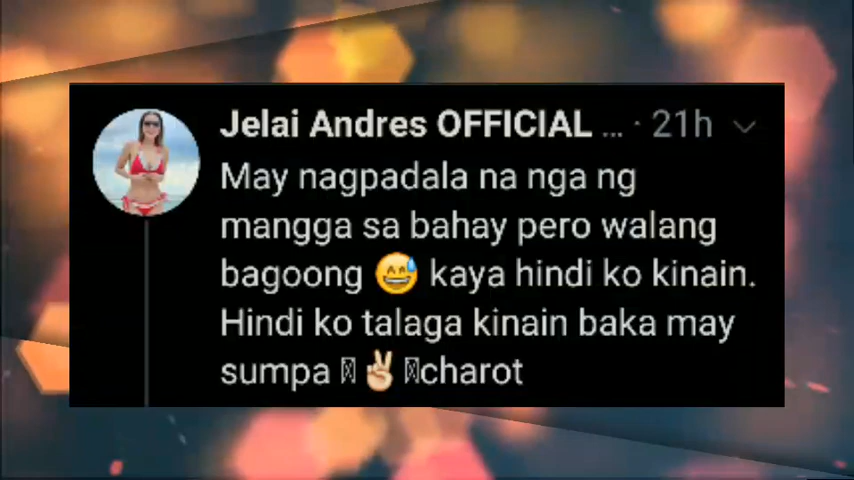 Jelai Andres OFFICIAL ... · 21h
May nagpadala na nga ng
mangga sa bahay pero walang
bagoong 😅 kaya hindi ko kinain.
Hindi ko talaga kinain baka may
sumpa ✌🏻 charot